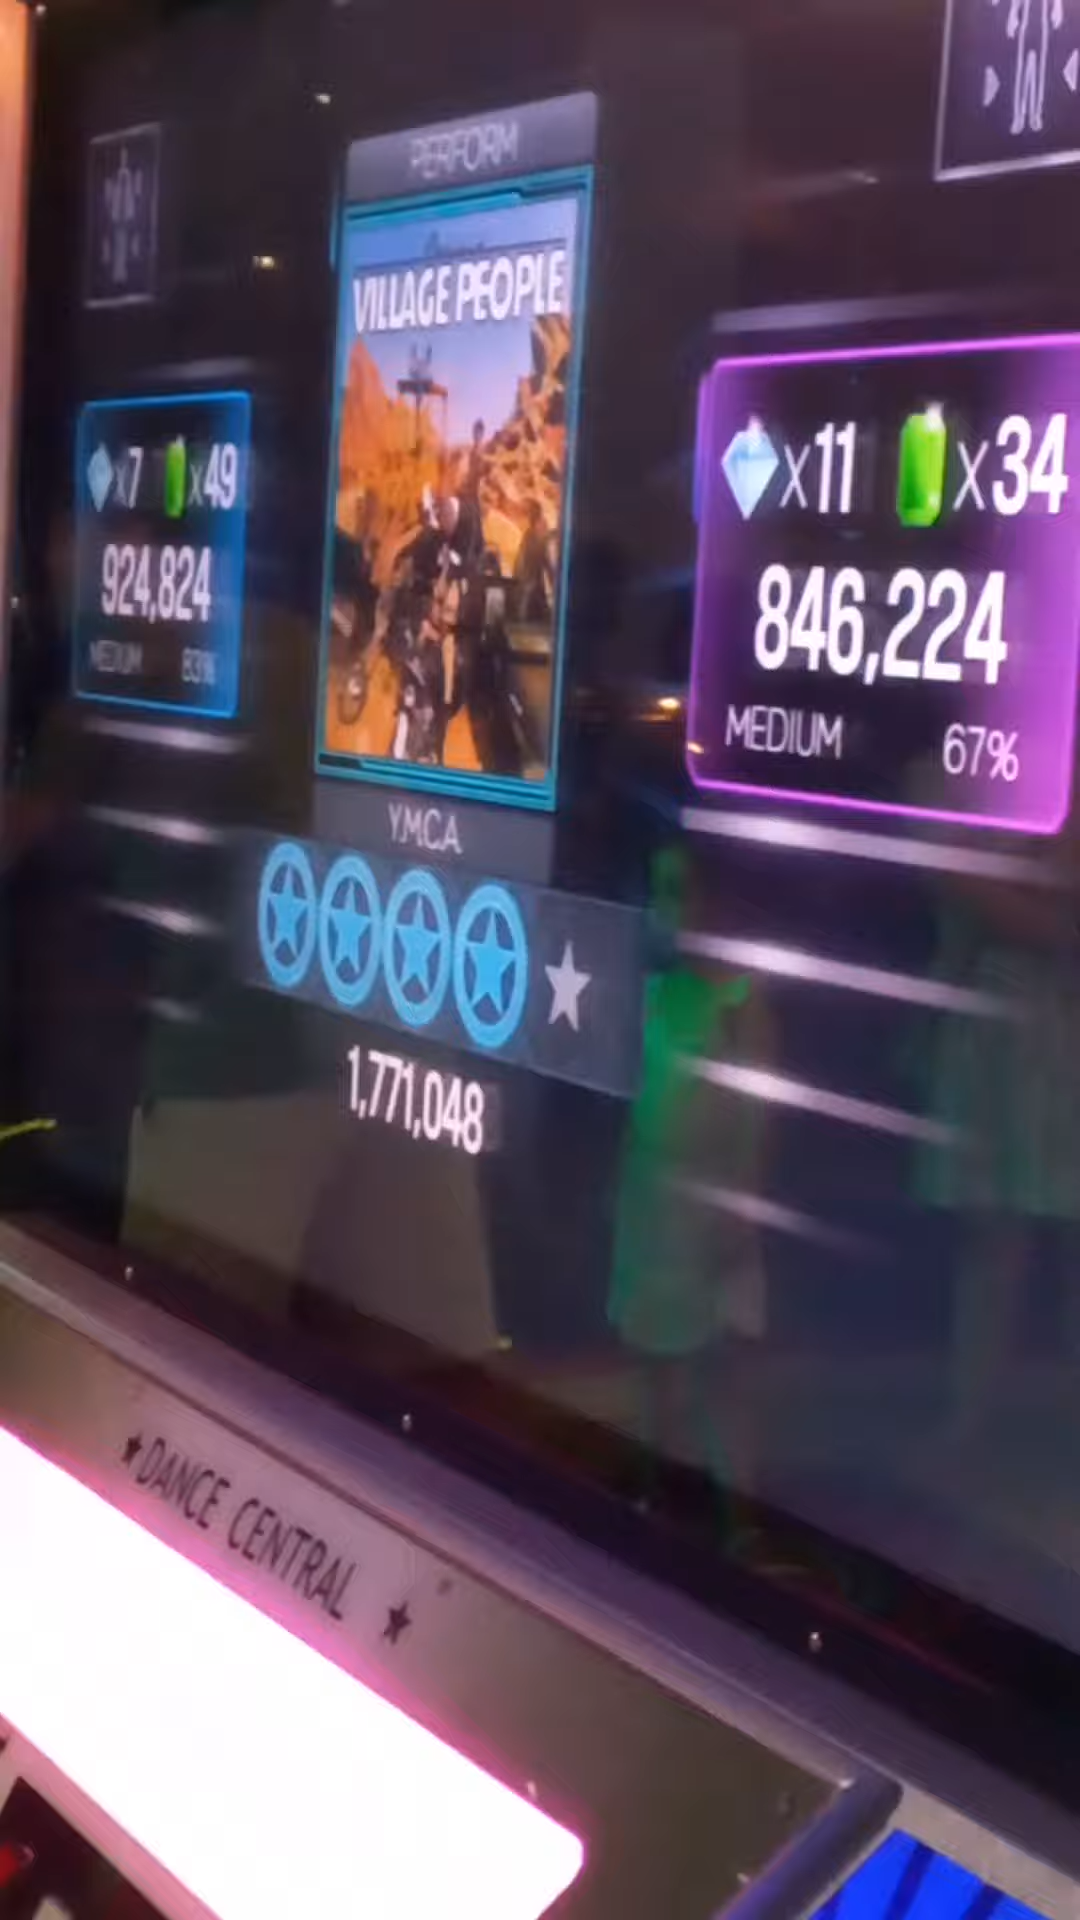 PERFORM
VILLAGE PEOPLE
x7 x49
924,824
MEDIUM 83%
x11 x34
846,224
MEDIUM 67%
YMCA
1,771,048
★DANCE CENTRAL ★